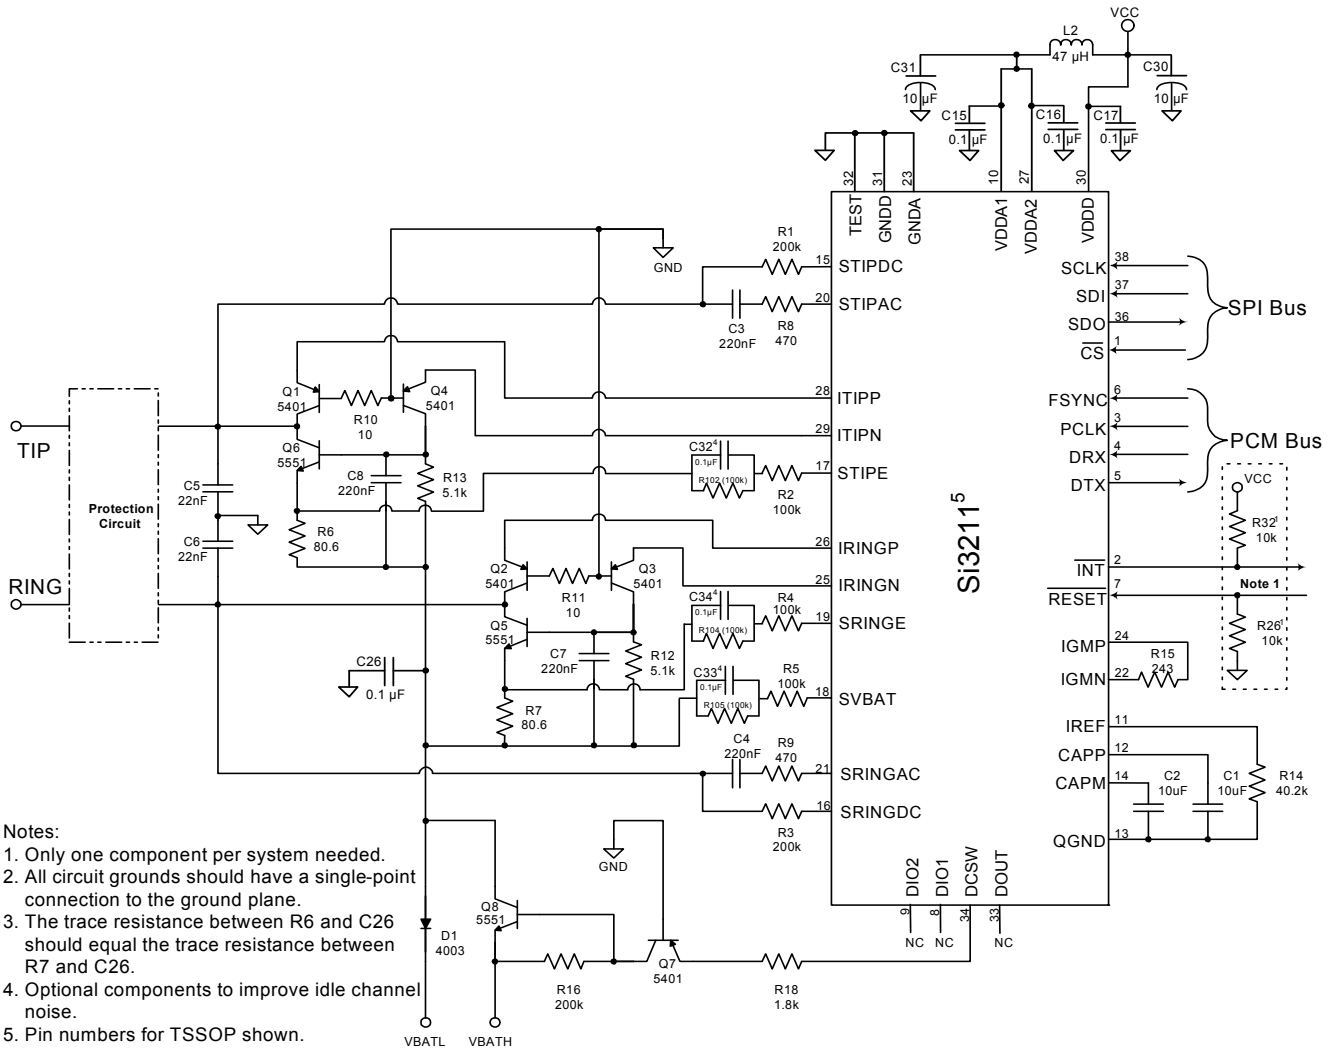 VCC
L2
47 µH
C31
10 µF
C30
10 µF
C15
0.1 µF
C16
0.1 µF
C17
0.1 µF
32
31
23
10
27
30
TEST
GNDD
GNDA
VDDA1
VDDA2
VDDD
GND
R1
200k
15
STIPDC
C3
220nF
R8
470
20
STIPAC
SCLK
38
SDI
37
SDO
36
CS
1
SPI Bus
Q1
5401
R10
10
Q4
5401
28
ITIPP
29
ITIPN
FSYNC
6
PCLK
3
DRX
4
DTX
5
PCM Bus
TIP
Q6
5551
C8
220nF
R13
5.1k
C32⁴
0.1µF
R102 (100k)
R2
100k
17
STIPE
Protection
Circuit
C5
22nF
C6
22nF
R6
80.6
Si3211⁵
VCC
R32¹
10k
26
IRINGP
INT
2
Note 1
RING
Q2
5401
R11
10
Q3
5401
25
IRINGN
RESET
7
C34⁴
0.1µF
R104 (100k)
R4
100k
19
SRINGE
R26¹
10k
Q5
5551
C7
220nF
R12
5.1k
IGMP
24
R15
243
IGMN
22
C26
0.1 µF
C33⁴
0.1µF
R105 (100k)
R5
100k
18
SVBAT
R7
80.6
IREF
11
CAPP
12
CAPM
14
QGND
13
C2
10uF
C1
10uF
R14
40.2k
C4
220nF
R9
470
21
SRINGAC
16
SRINGDC
R3
200k
GND
DIO2
DIO1
DCSW
DOUT
9
8
34
33
NC
NC
NC
Q8
5551
D1
4003
R16
200k
Q7
5401
R18
1.8k
VBATL
VBATH
Notes:
1. Only one component per system needed.
2. All circuit grounds should have a single-point
connection to the ground plane.
3. The trace resistance between R6 and C26
should equal the trace resistance between
R7 and C26.
4. Optional components to improve idle channel
noise.
5. Pin numbers for TSSOP shown.